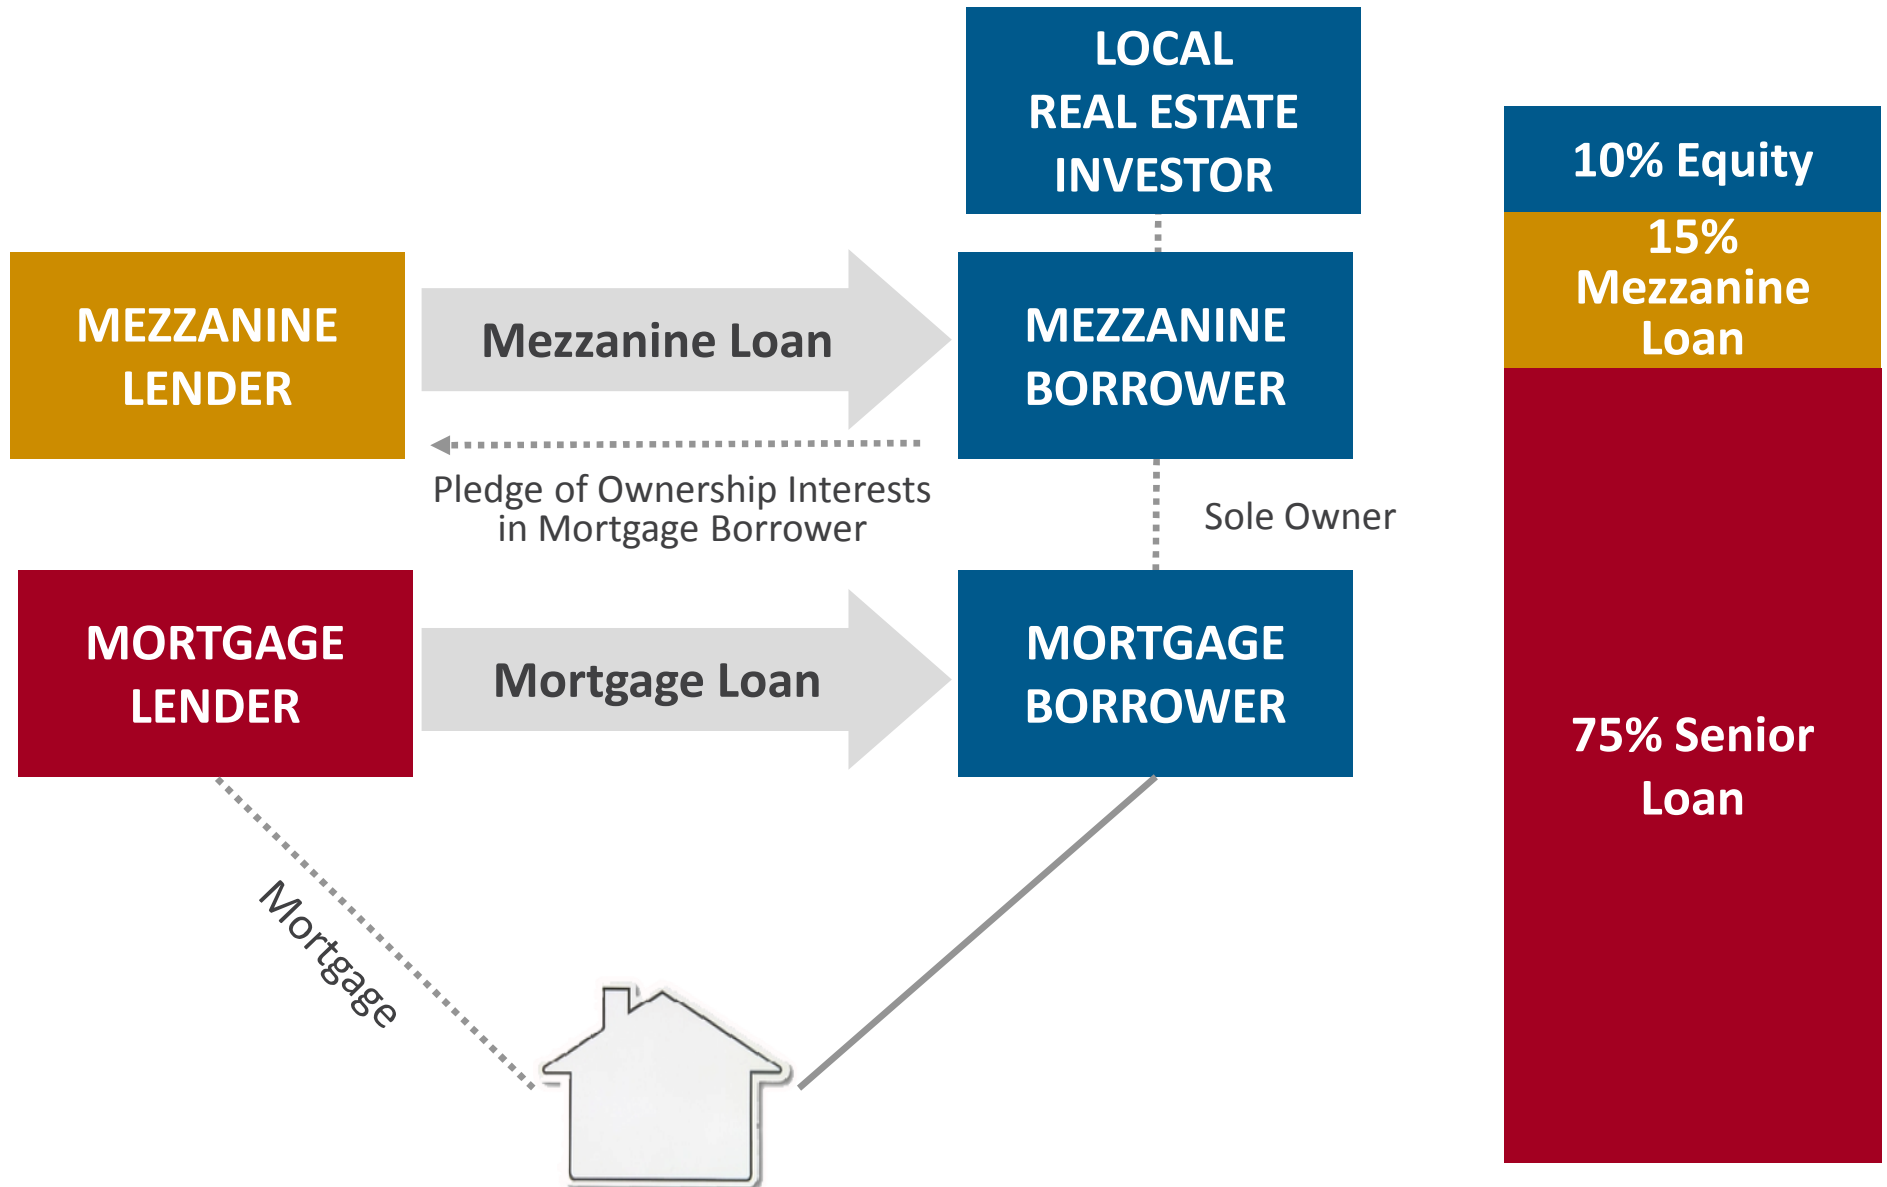 LOCAL
REAL ESTATE
INVESTOR
10% Equity
15%
Mezzanine
Loan
MEZZANINE
LENDER
Mezzanine Loan
MEZZANINE
BORROWER
Pledge of Ownership Interests
in Mortgage Borrower
Sole Owner
MORTGAGE
LENDER
Mortgage Loan
MORTGAGE
BORROWER
75% Senior
Loan
Mortgage